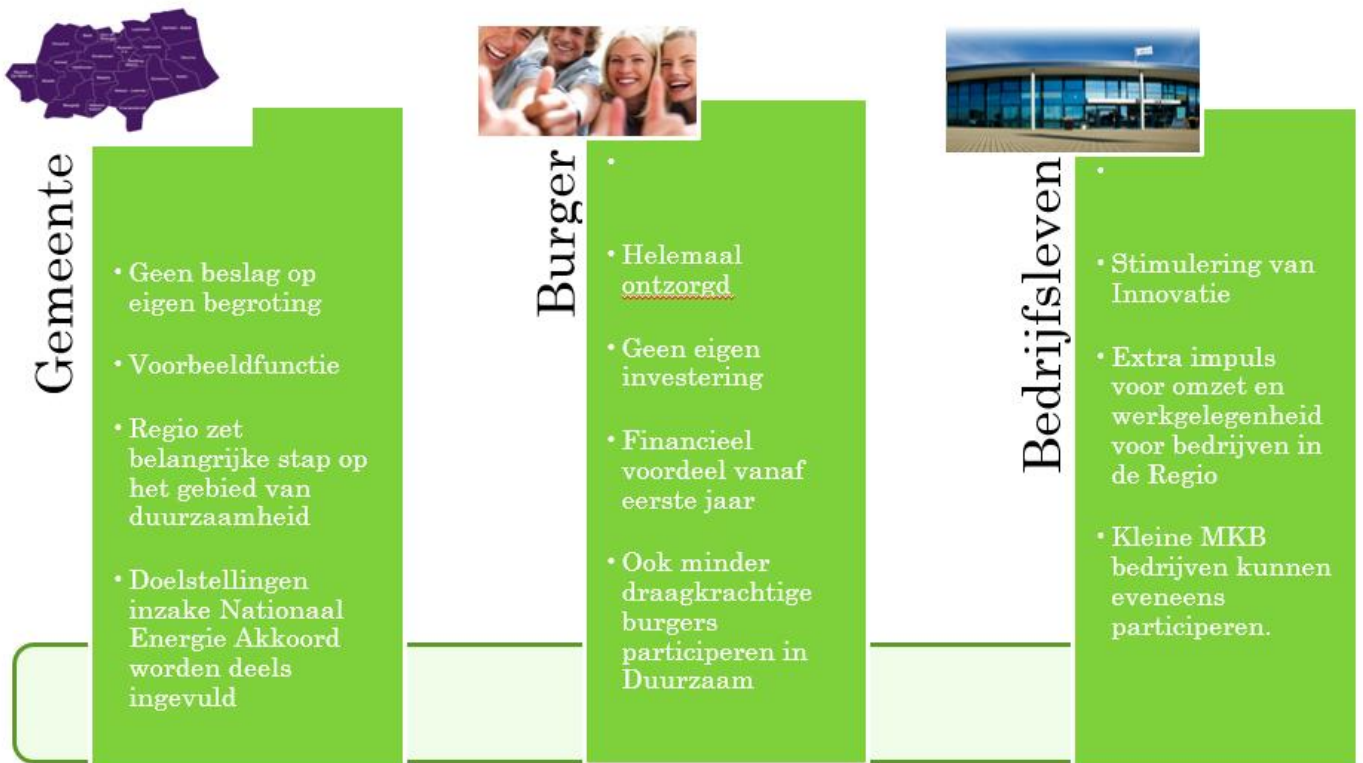 Gemeente
• Geen beslag op
eigen begroting
• Voorbeeldfunctie
• Regio zet
belangrijke stap op
het gebied van
duurzaamheid
• Doelstellingen
inzake Nationaal
Energie Akkoord
worden deels
ingevuld
Burger
•
• Helemaal
ontzorgd
• Geen eigen
investering
• Financieel
voordeel vanaf
eerste jaar
• Ook minder
draagkrachtige
burgers
participeren in
Duurzaam
Bedrijfsleven
•
• Stimulering van
Innovatie
• Extra impuls
voor omzet en
werkgelegenheid
voor bedrijven in
de Regio
• Kleine MKB
bedrijven kunnen
eveneens
participeren.